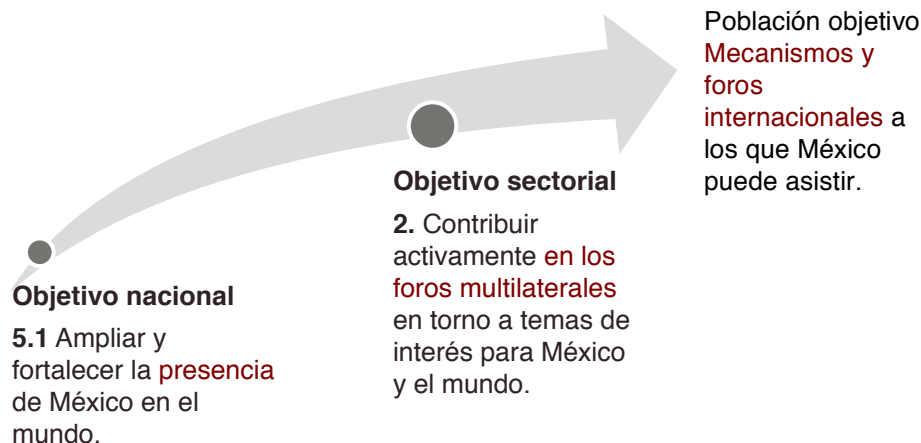 Población objetivo
Mecanismos y
foros
internacionales a
los que México
puede asistir.
Objetivo sectorial
2. Contribuir
activamente en los
foros multilaterales
en torno a temas de
interés para México
y el mundo.
Objetivo nacional
5.1 Ampliar y
fortalecer la presencia
de México en el
mundo.